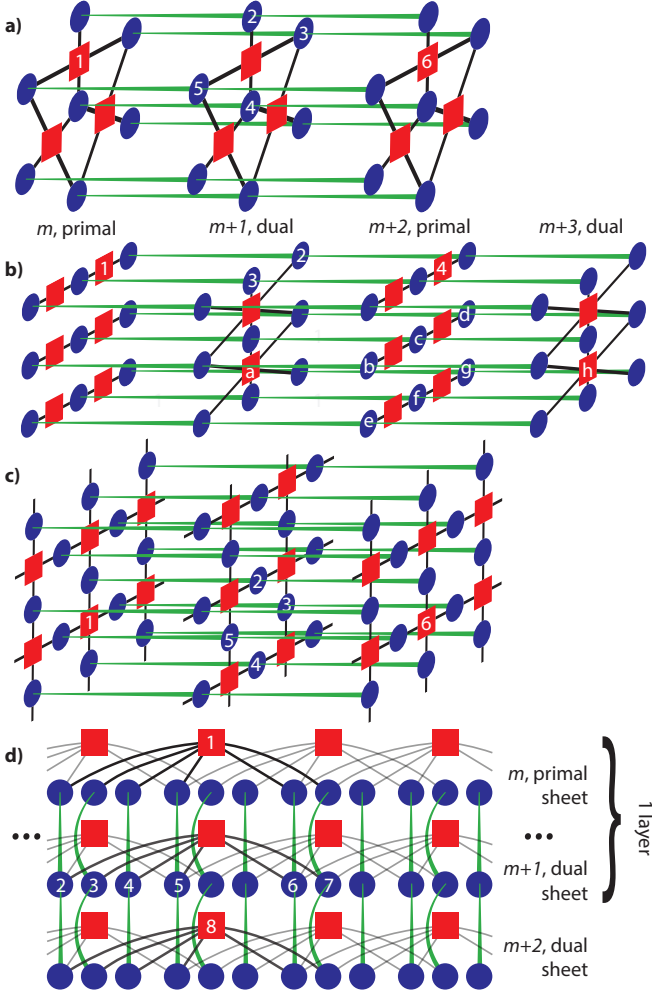 a)
2
3
1
6
5
4
m, primal
m+1, dual
m+2, primal
m+3, dual
b)
2
1
4
3
d
c
b
a
g
h
f
e
c)
2
3
1
6
5
4
d)
1
m, primal
sheet
1 layer
...
...
m+1, dual
sheet
2 3 4 5 6 7
8
m+2, dual
sheet